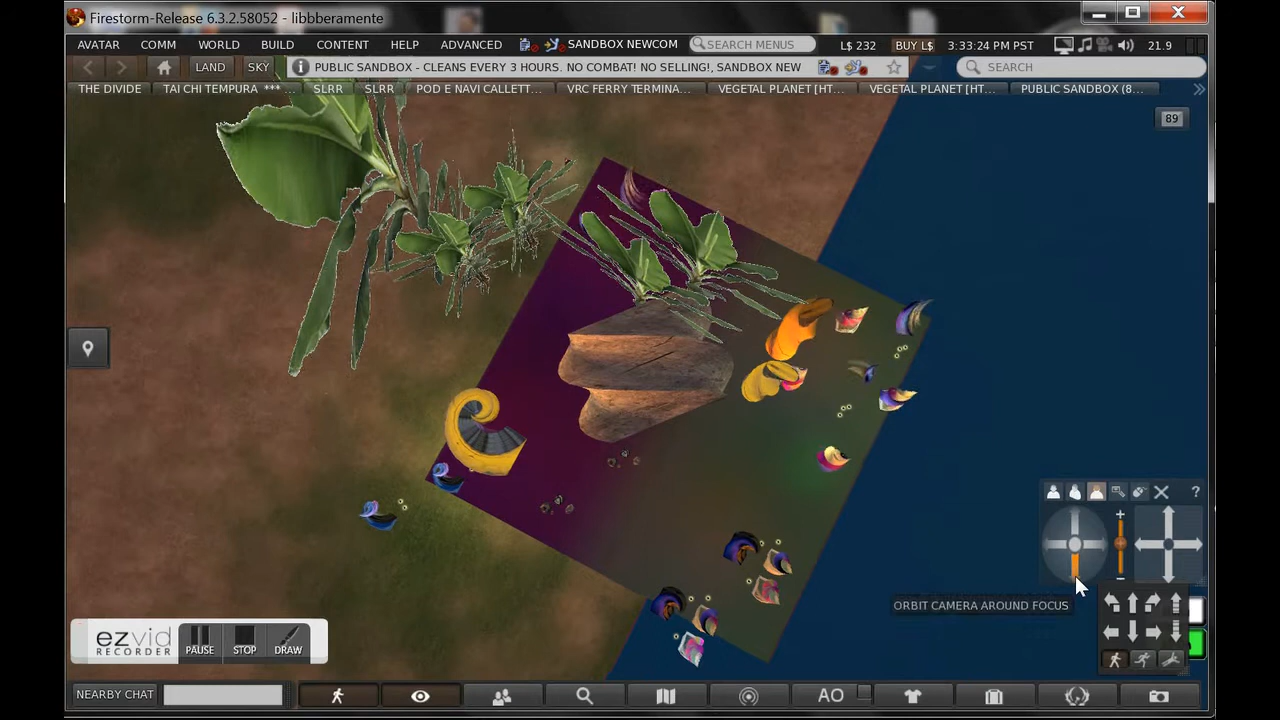 Firestorm-Release 6.3.2.58052 - libbberamente
AVATAR COMM WORLD BUILD CONTENT HELP ADVANCED SANDBOX NEWCOM SEARCH MENUS L$ 232 BUY L$ 3:33:24 PM PST 21.9
LAND SKY PUBLIC SANDBOX - CLEANS EVERY 3 HOURS. NO COMBAT! NO SELLING!, SANDBOX NEW SEARCH
THE DIVIDE TAI CHI TEMPURA *** ... SLRR SLRR POD E NAVI CALLETT... VRC FERRY TERMINA... VEGETAL PLANET [HT... VEGETAL PLANET [HT... PUBLIC SANDBOX (8...
89
?
ORBIT CAMERA AROUND FOCUS
ezvid
RECORDER
PAUSE STOP DRAW
NEARBY CHAT AO